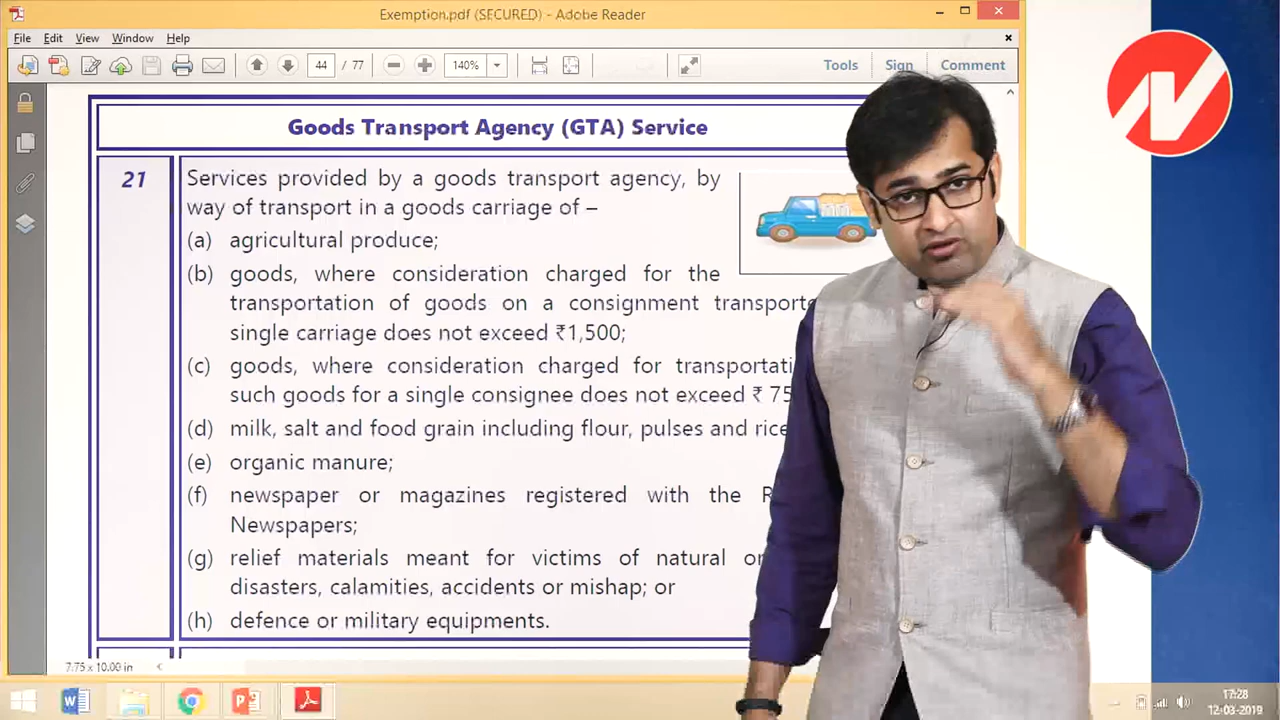 Exemption.pdf (SECURED) - Adobe Reader
File Edit View Window Help
44 / 77
140%
Tools Sign Comment
Goods Transport Agency (GTA) Service
21
Services provided by a goods transport agency, by
way of transport in a goods carriage of –
(a) agricultural produce;
(b) goods, where consideration charged for the
transportation of goods on a consignment
single carriage does not exceed ₹1,500;
(c) goods, where consideration charged for
such goods for a single consignee does not exceed ₹
(d) milk, salt and food grain including flour, pulses and rice
(e) organic manure;
(f) newspaper or magazines registered with the
Newspapers;
(g) relief materials meant for victims of natural
disasters, calamities, accidents or mishap; or
(h) defence or military equipments.
7.75 x 10.00 in
17:28
12-03-2019